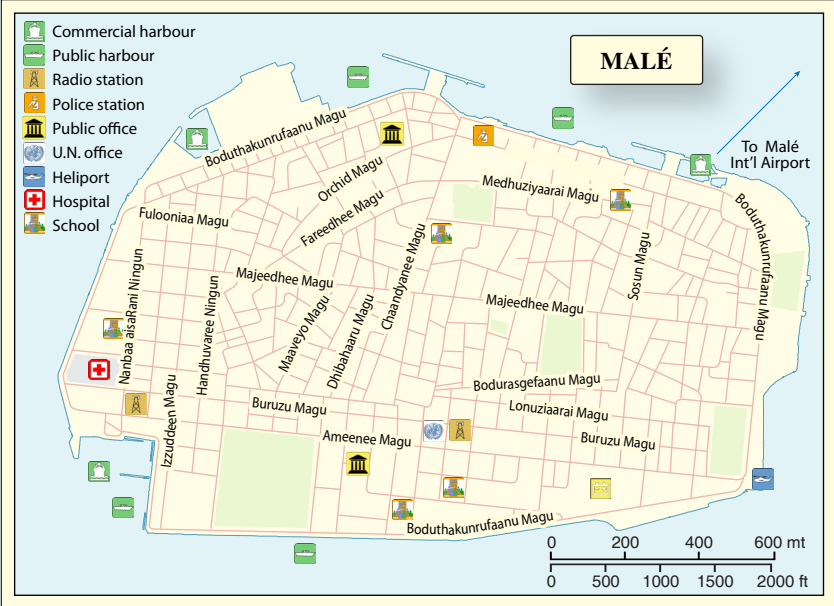 Commercial harbour
Public harbour
Radio station
Police station
Public office
U.N. office
Heliport
Hospital
School
MALÉ
To Malé
Int'l Airport
Boduthakunrufaanu Magu
Orchid Magu
Fareedhee Magu
Medhuziyaarai Magu
Fulooniaa Magu
Boduthakunrufaanu Magu
Sosun Magu
Chaandyanee Magu
Majeedhee Magu
Majeedhee Magu
Nanbaa aisaRani Ningun
Handhuvaree Ningun
Maaveyo Magu
Dhibahaaru Magu
Izzuddeen Magu
Bodurasgefaanu Magu
Buruzu Magu
Lonuziaarai Magu
Ameenee Magu
Buruzu Magu
Boduthakunrufaanu Magu
0 200 400 600 mt
0 500 1000 1500 2000 ft